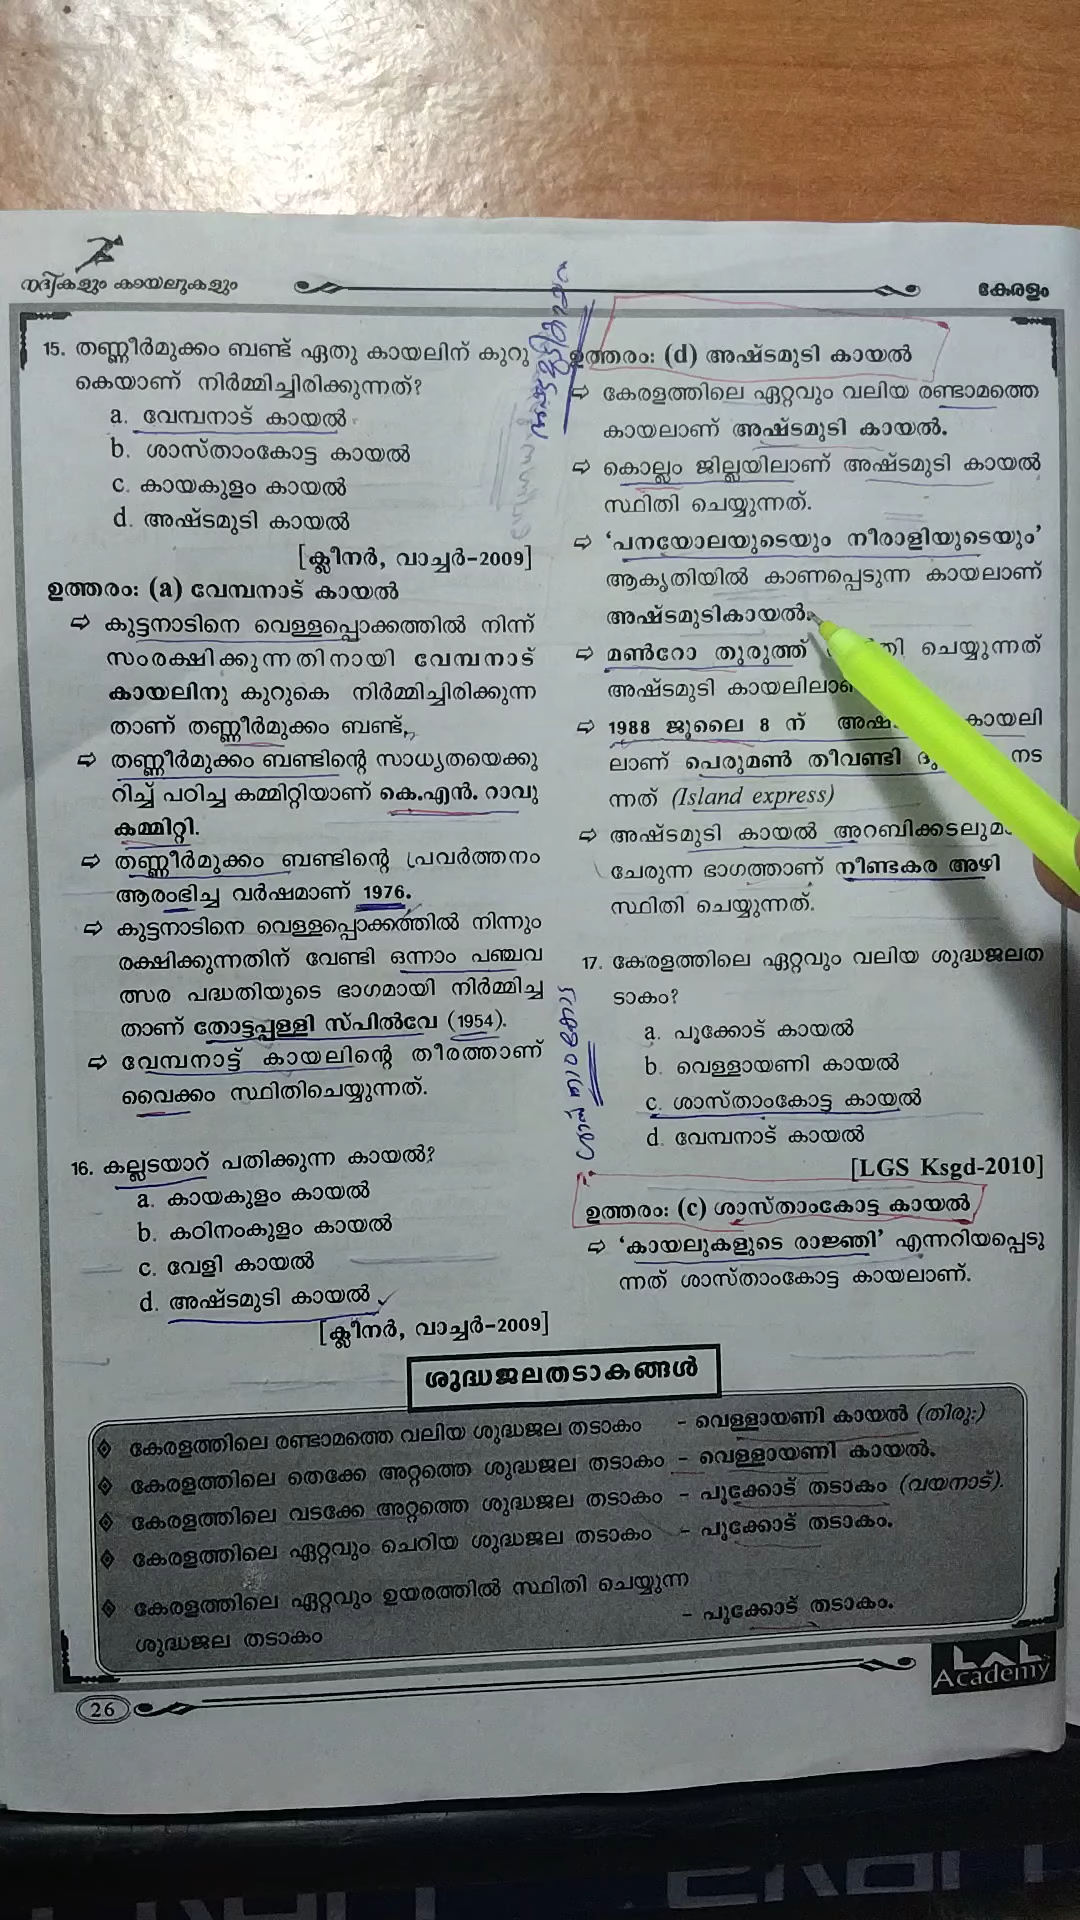 നദികളും കായലുകളും
കേരളം
15. തണ്ണീർമുക്കം ബണ്ട് ഏതു കായലിന് കുറു
കെയാണ് നിർമ്മിച്ചിരിക്കുന്നത്?
a. വേമ്പനാട് കായൽ
b. ശാസ്താംകോട്ട കായൽ
c. കായകുളം കായൽ
d. അഷ്ടമുടി കായൽ
[ക്ലീനർ, വാച്ചർ-2009]
ഉത്തരം: (a) വേമ്പനാട് കായൽ
⇨ കുട്ടനാടിനെ വെള്ളപ്പൊക്കത്തിൽ നിന്ന്
സംരക്ഷിക്കുന്നതിനായി വേമ്പനാട്
കായലിനു കുറുകെ നിർമ്മിച്ചിരിക്കുന്ന
താണ് തണ്ണീർമുക്കം ബണ്ട്.
⇨ തണ്ണീർമുക്കം ബണ്ടിന്റെ സാധ്യതയെക്കു
റിച്ച് പഠിച്ച കമ്മിറ്റിയാണ് കെ.എൻ. റാവു
കമ്മിറ്റി.
⇨ തണ്ണീർമുക്കം ബണ്ടിന്റെ പ്രവർത്തനം
ആരംഭിച്ച വർഷമാണ് 1976.
⇨ കുട്ടനാടിനെ വെള്ളപ്പൊക്കത്തിൽ നിന്നും
രക്ഷിക്കുന്നതിന് വേണ്ടി ഒന്നാം പഞ്ചവ
ത്സര പദ്ധതിയുടെ ഭാഗമായി നിർമ്മിച്ച
താണ് തോട്ടപ്പള്ളി സ്പിൽവേ (1954).
⇨ വേമ്പനാട്ട് കായലിന്റെ തീരത്താണ്
വൈക്കം സ്ഥിതിചെയ്യുന്നത്.
16. കല്ലടയാറ് പതിക്കുന്ന കായൽ?
a. കായകുളം കായൽ
b. കഠിനംകുളം കായൽ
c. വേളി കായൽ
d. അഷ്ടമുടി കായൽ
[ക്ലീനർ, വാച്ചർ-2009]
ഉത്തരം: (d) അഷ്ടമുടി കായൽ
⇨ കേരളത്തിലെ ഏറ്റവും വലിയ രണ്ടാമത്തെ
കായലാണ് അഷ്ടമുടി കായൽ.
⇨ കൊല്ലം ജില്ലയിലാണ് അഷ്ടമുടി കായൽ
സ്ഥിതി ചെയ്യുന്നത്.
⇨ 'പനയോലയുടെയും നീരാളിയുടെയും'
ആകൃതിയിൽ കാണപ്പെടുന്ന കായലാണ്
അഷ്ടമുടികായൽ.
⇨ മൺറോ തുരുത്ത് ചെയ്യുന്നത്
അഷ്ടമുടി
⇨ 1988 ജൂലൈ 8 ന് കായലി
ലാണ് പെരുമൺ തീവണ്ടി നട
ന്നത് (Island express)
⇨ അഷ്ടമുടി കായൽ
ചേരുന്ന ഭാഗത്താണ് നീണ്ടകര അഴി
സ്ഥിതി ചെയ്യുന്നത്.
17. കേരളത്തിലെ ഏറ്റവും വലിയ ശുദ്ധജലത
ടാകം?
a. പൂക്കോട് കായൽ
b. വെള്ളായണി കായൽ
c. ശാസ്താംകോട്ട കായൽ
d. വേമ്പനാട് കായൽ
[LGS Ksgd-2010]
ഉത്തരം: (c) ശാസ്താംകോട്ട കായൽ
⇨ 'കായലുകളുടെ രാജ്ഞി' എന്നറിയപ്പെടു
ന്നത് ശാസ്താംകോട്ട കായലാണ്.
ശുദ്ധജലതടാകങ്ങൾ
കേരളത്തിലെ രണ്ടാമത്തെ വലിയ ശുദ്ധജല തടാകം - വെള്ളായണി കായൽ (തിരു:)
കേരളത്തിലെ തെക്കേ അറ്റത്തെ ശുദ്ധജല തടാകം - വെള്ളായണി കായൽ.
കേരളത്തിലെ വടക്കേ അറ്റത്തെ ശുദ്ധജല തടാകം - പൂക്കോട് തടാകം (വയനാട്).
കേരളത്തിലെ ഏറ്റവും ചെറിയ ശുദ്ധജല തടാകം - പൂക്കോട് തടാകം.
കേരളത്തിലെ ഏറ്റവും ഉയരത്തിൽ സ്ഥിതി ചെയ്യുന്ന
ശുദ്ധജല തടാകം - പൂക്കോട് തടാകം.
LAL
Academy
26